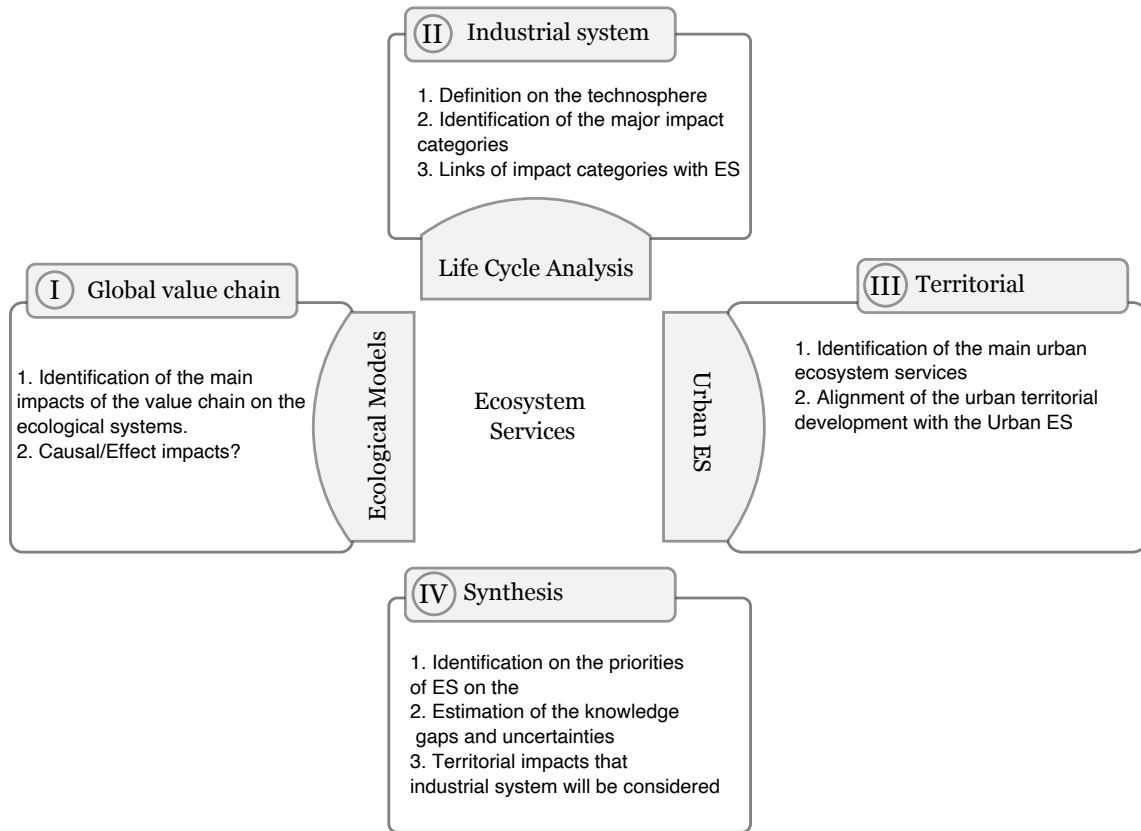 II Industrial system
1. Definition on the technosphere
2. Identification of the major impact
categories
3. Links of impact categories with ES
Life Cycle Analysis
I Global value chain
1. Identification of the main
impacts of the value chain on the
ecological systems.
2. Causal/Effect impacts?
Ecological Models
Ecosystem
Services
Urban ES
III Territorial
1. Identification of the main urban
ecosystem services
2. Alignment of the urban territorial
development with the Urban ES
IV Synthesis
1. Identification on the priorities
of ES on the
2. Estimation of the knowledge
gaps and uncertainties
3. Territorial impacts that
industrial system will be considered